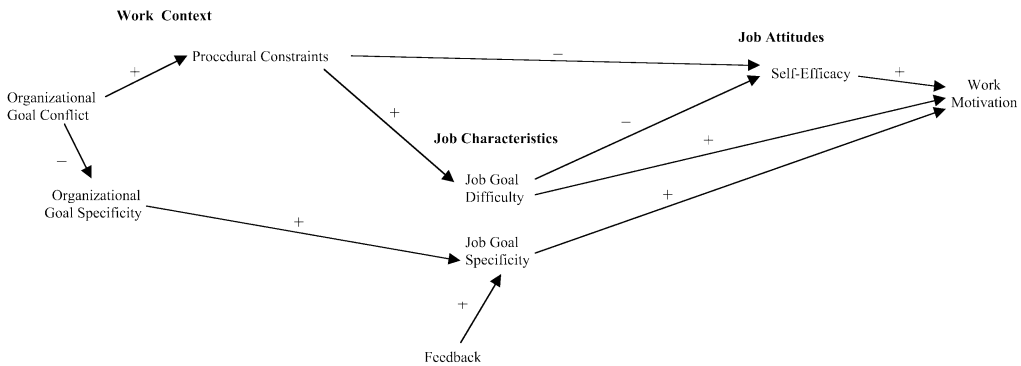 Work Context
Job Attitudes
Procedural Constraints
−
Self-Efficacy
+
Work
Motivation
+
Organizational
Goal Conflict
+
−
Job Characteristics
+
−
Job Goal
Difficulty
Organizational
Goal Specificity
+
+
Job Goal
Specificity
+
Feedback